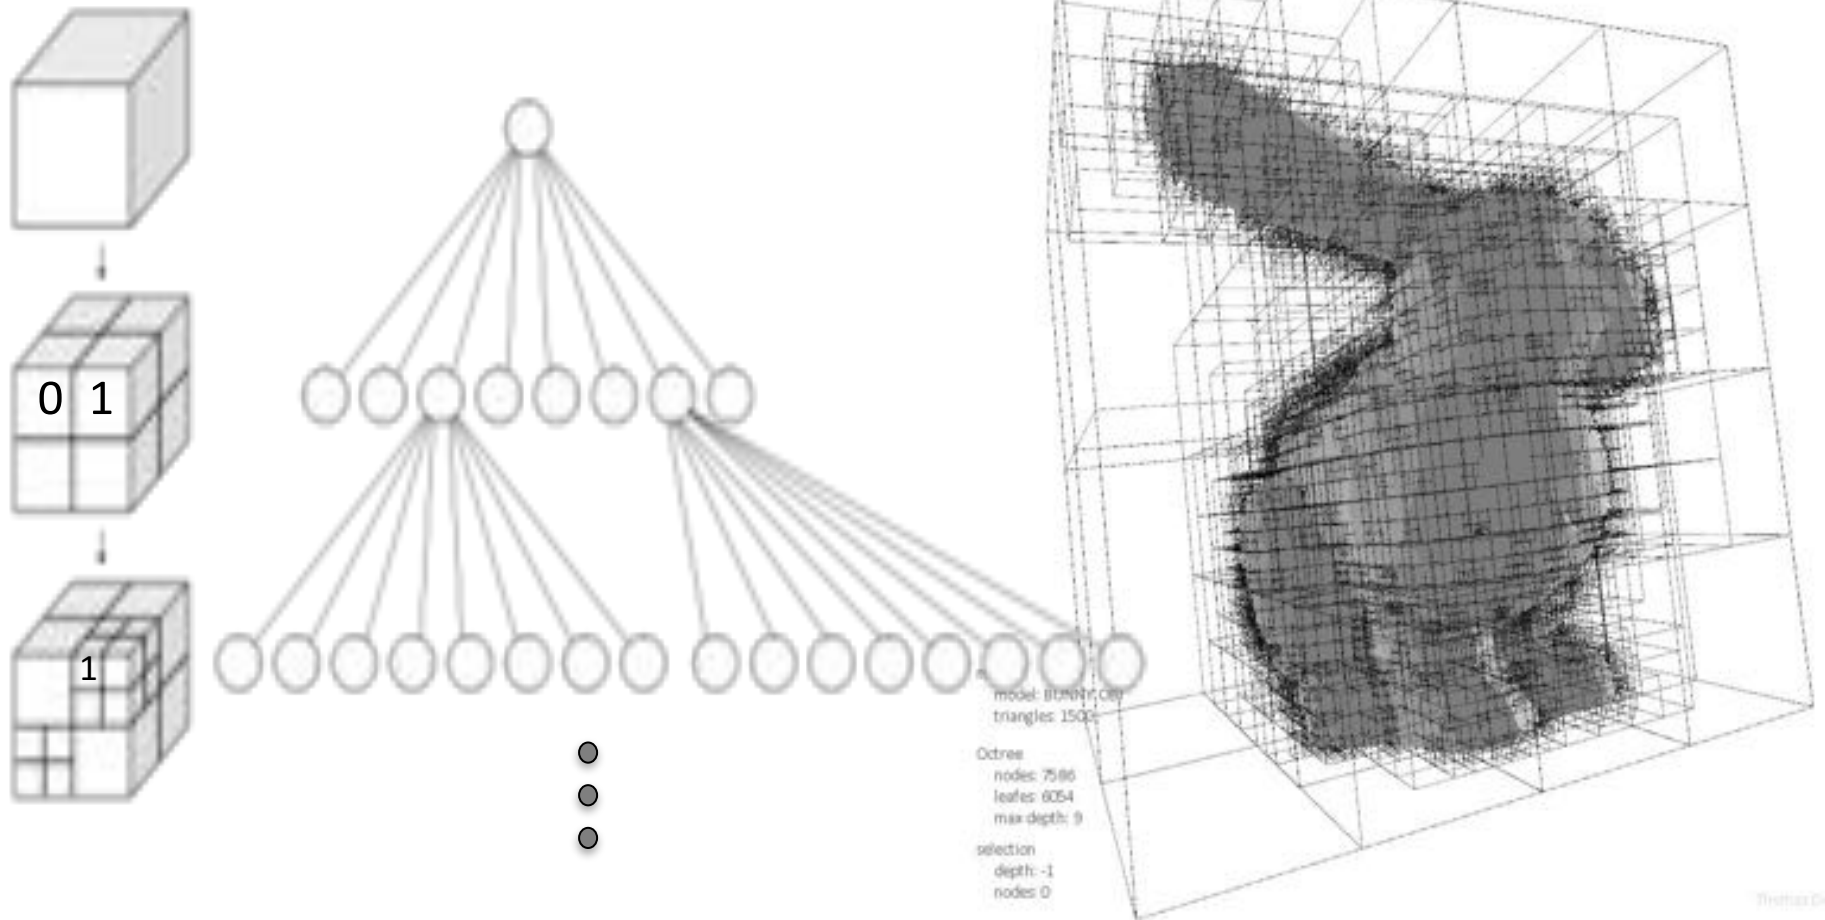 0 1
1
model: BUNNY.OBJ
triangles: 1500
Octree
nodes: 7586
leafes: 6054
max depth: 9
selection
depth: -1
nodes: 0
Thomas